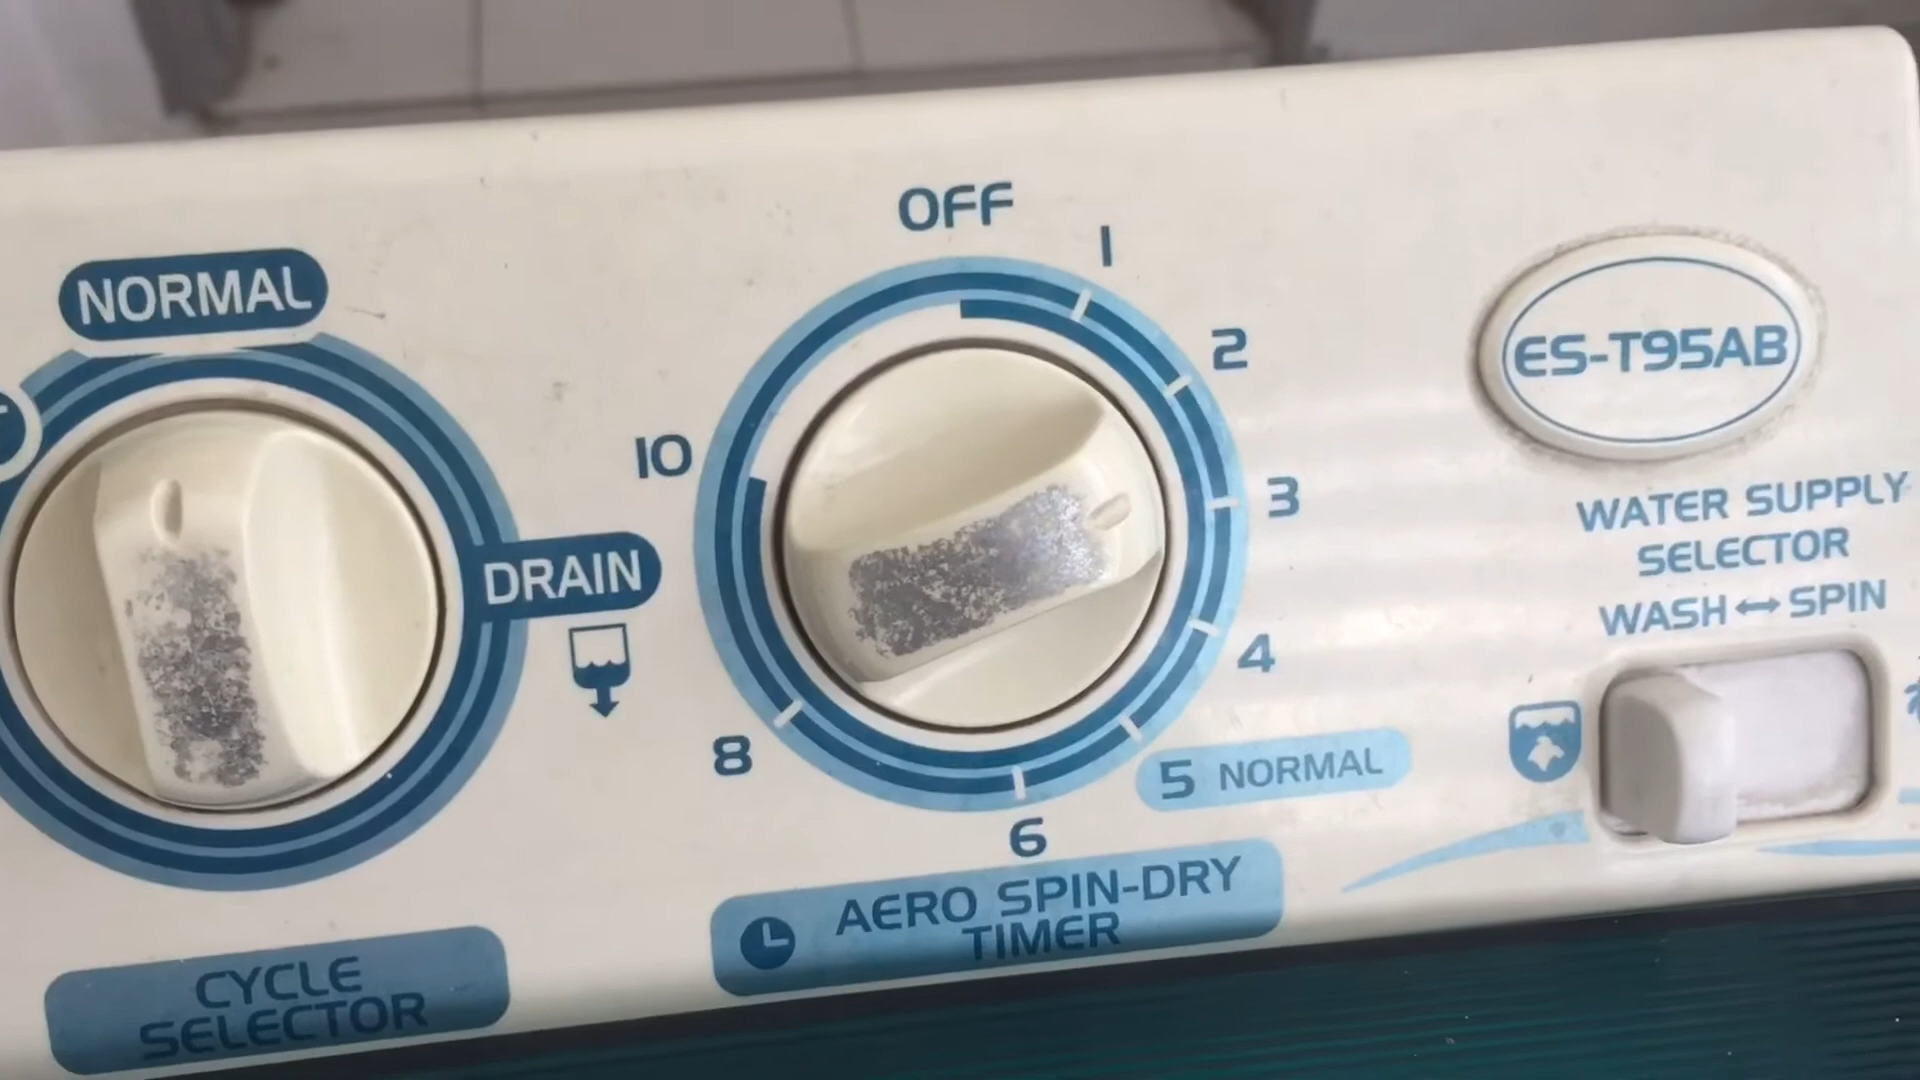 NORMAL
DRAIN
CYCLE
SELECTOR
OFF
1
2
3
4
5 NORMAL
6
8
10
AERO SPIN-DRY
TIMER
ES-T95AB
WATER SUPPLY
SELECTOR
WASH ↔ SPIN